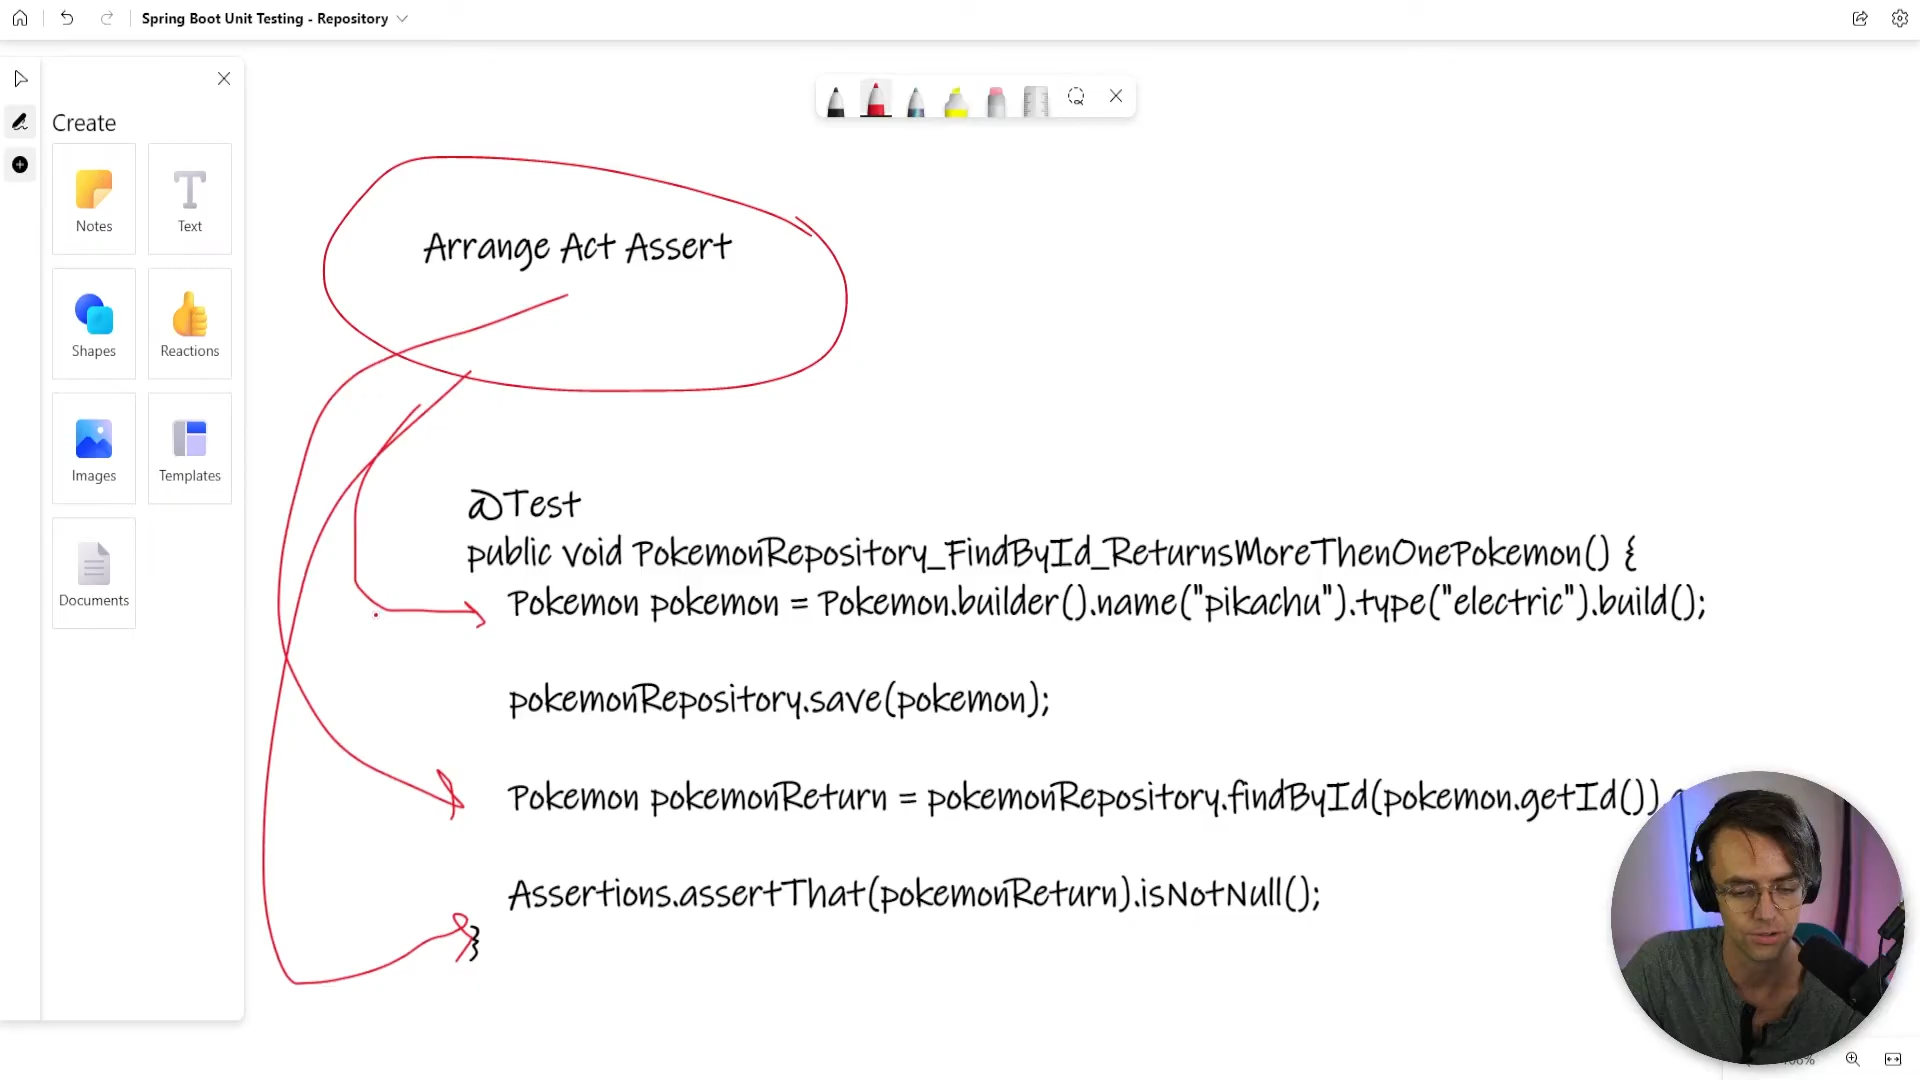 Spring Boot Unit Testing - Repository
Create
Notes
Text
Shapes
Reactions
Images
Templates
Documents
Arrange Act Assert
@Test
public void PokemonRepository_FindById_ReturnsMoreThenOnePokemon() {
Pokemon pokemon = Pokemon.builder().name("pikachu").type("electric").build();
pokemonRepository.save(pokemon);
Pokemon pokemonReturn = pokemonRepository.findById(pokemon.getId())
Assertions.assertThat(pokemonReturn).isNotNull();
}